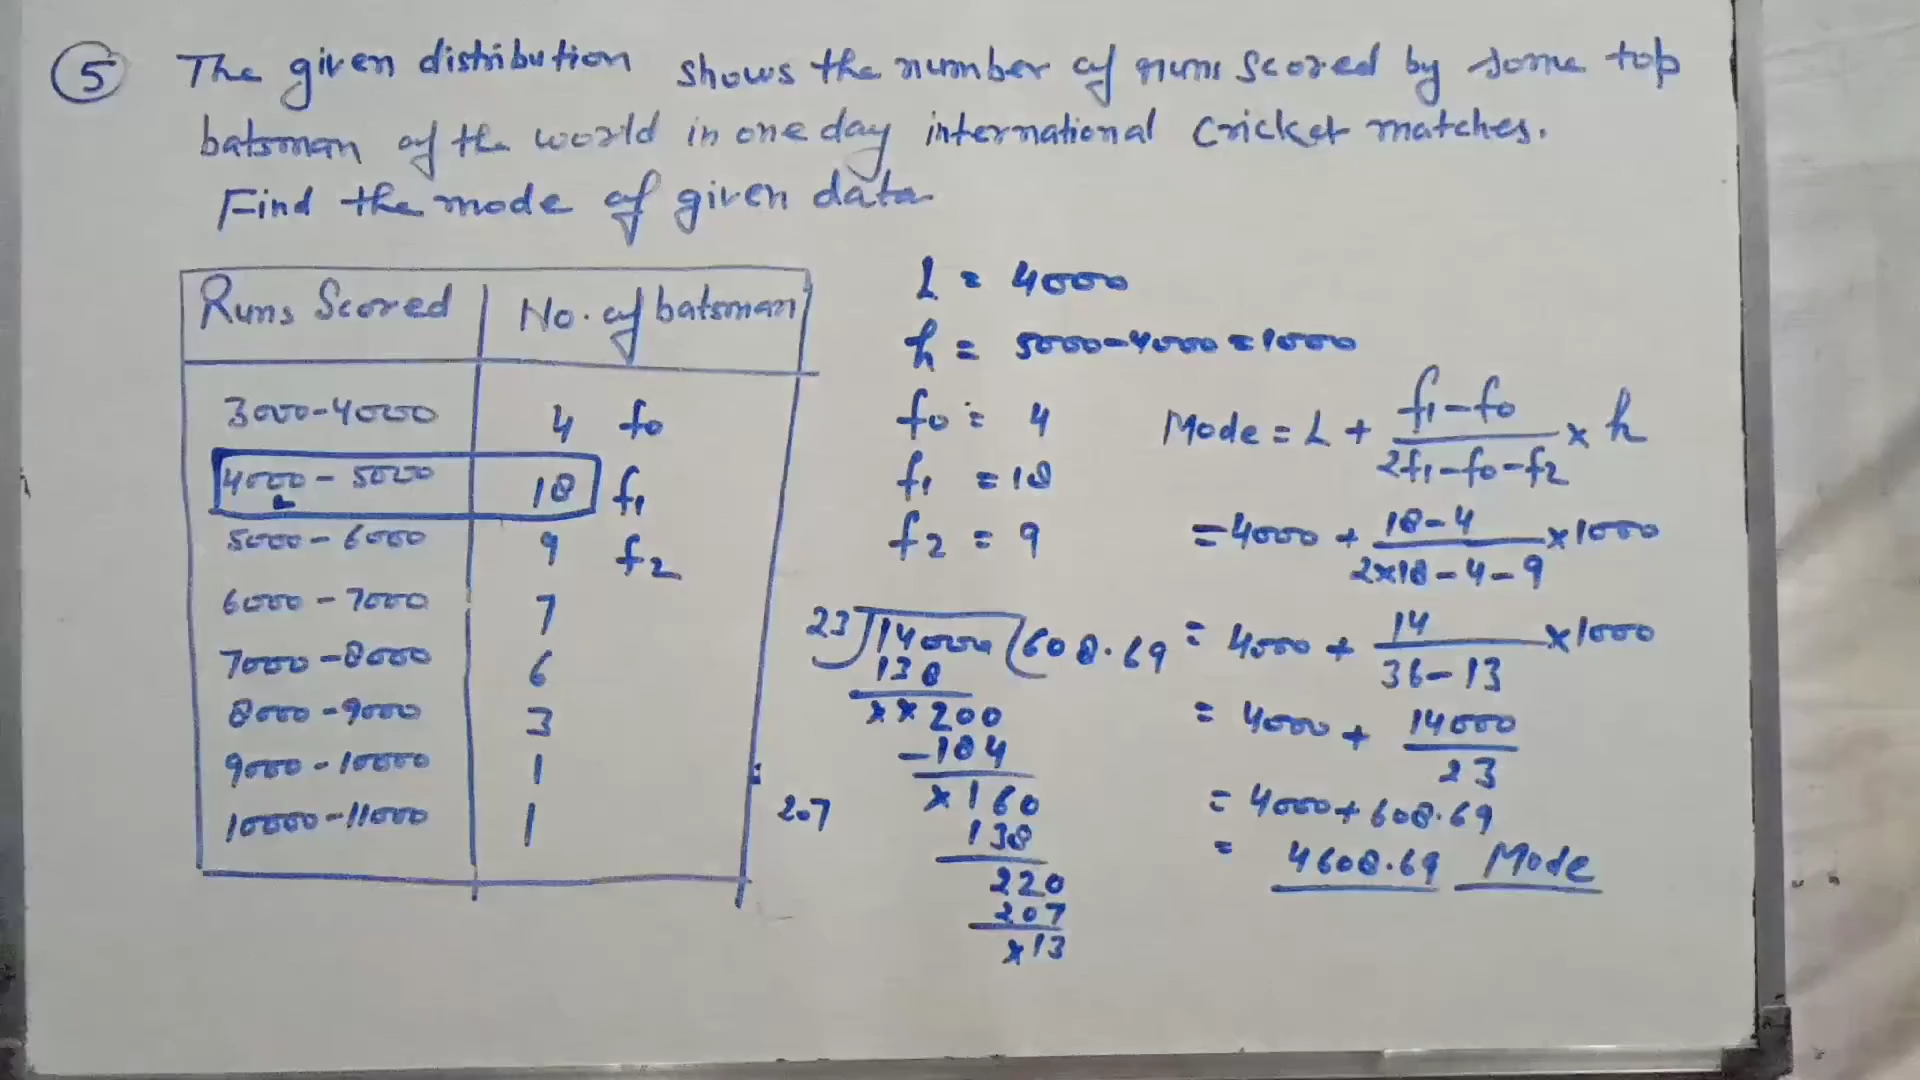 5 The given distribution shows the number of runs scored by some top
batsman of the world in one day international cricket matches.
Find the mode of given data
Runs Scored | No. of batsman
3000-4000 4 f0
4000-5000 18 f1
L
5000-6000 9 f2
6000-7000 7
7000-8000 6
8000-9000 3
9000-10000 1
10000-11000 1
L = 4000
h = 5000-4000=1000
f0 = 4
f1 = 18
f2 = 9
23)14000(608.69
138
××200
-184
×160
138
220
207
×13
207
Mode = L + f1-f0/2f1-f0-f2 × h
=4000 + 18-4/2×18-4-9 ×1000
= 4000 + 14/36-13 ×1000
= 4000 + 14000/23
= 4000+608.69
= 4608.69 Mode